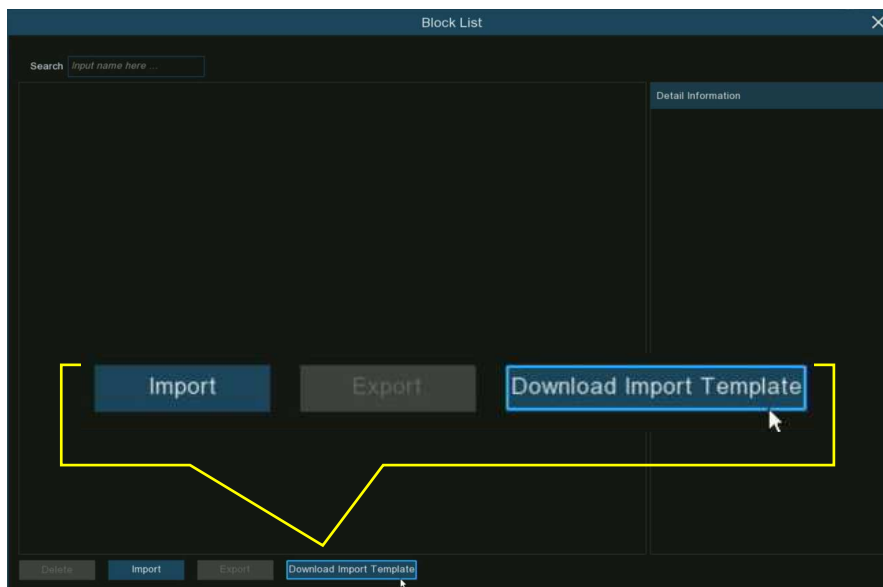 Block List
Search Input name here ...
Detail Information
Import Export Download Import Template
Delete Import Export Download Import Template